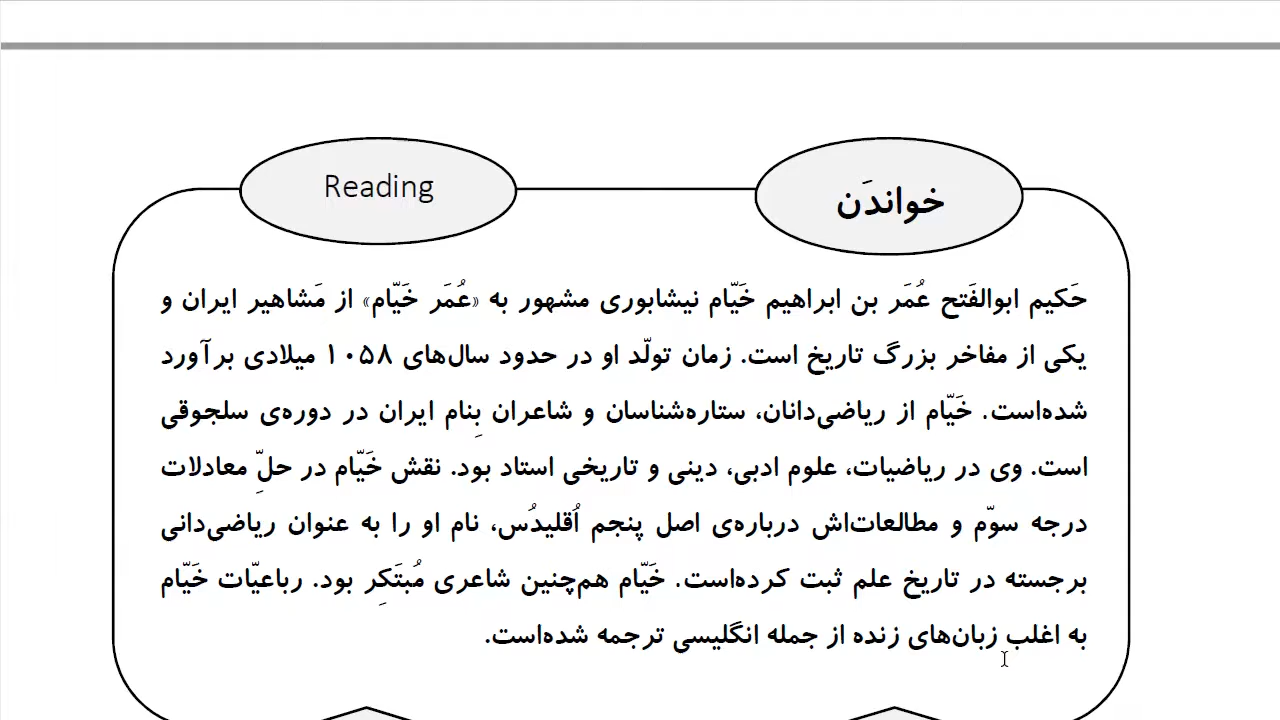 Reading
خواندَن
حَکیم ابوالفَتح عُمَر بن ابراهیم خَیّام نیشابوری مشهور به «عُمَر خَیّام» از مَشاهیر ایران و
یکی از مفاخر بزرگ تاریخ است. زمان تولّد او در حدود سال‌های ۱۰۵۸ میلادی برآورد
شده‌است. خَیّام از ریاضی‌دانان، ستاره‌شناسان و شاعران بِنام ایران در دوره‌ی سلجوقی
است. وی در ریاضیات، علوم ادبی، دینی و تاریخی استاد بود. نقش خَیّام در حلِّ معادلات
درجه سوّم و مطالعات‌اش درباره‌ی اصل پنجم اُقلیدُس، نام او را به عنوان ریاضی‌دانی
برجسته در تاریخ علم ثبت کرده‌است. خَیّام هم‌چنین شاعری مُبتَکِر بود. رباعیّات خَیّام
به اغلب زبان‌های زنده از جمله انگلیسی ترجمه شده‌است.